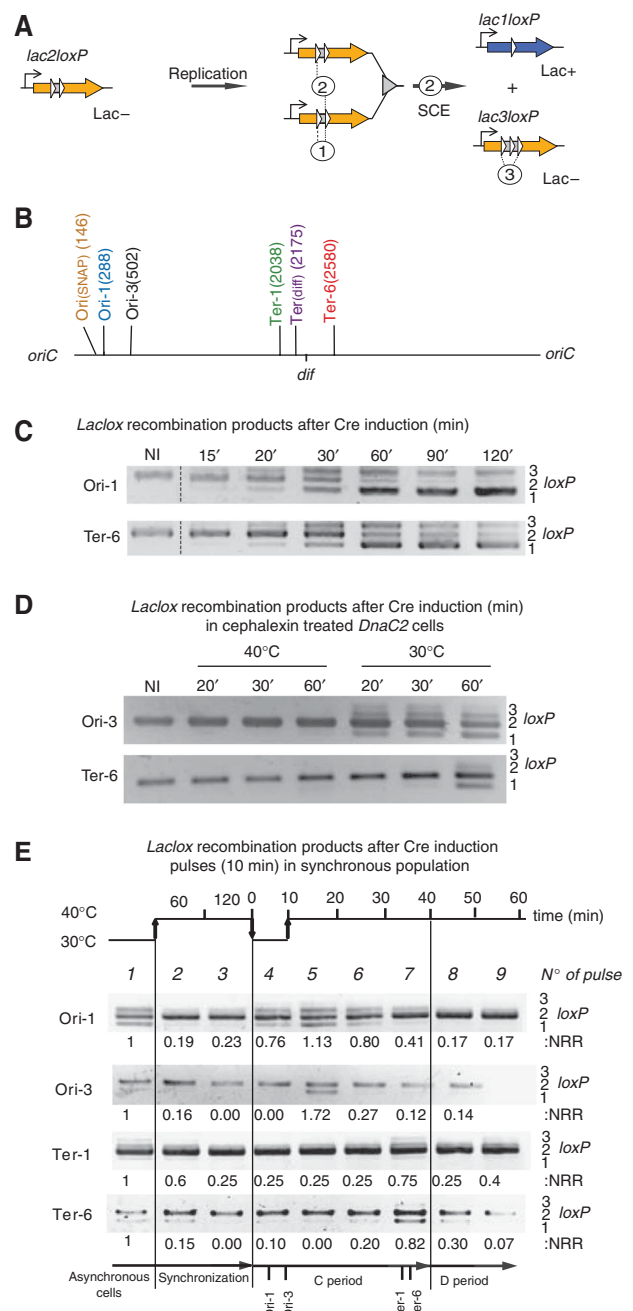 A
lac2loxP
Lac–
Replication
2
1
2
SCE
lac1loxP
Lac+
+
lac3loxP
3
Lac–
B
Ori(SNAP) (146)
Ori-1(288)
Ori-3(502)
Ter-1(2038)
Ter(diff) (2175)
Ter-6(2580)
oriC
dif
oriC
C
Laclox recombination products after Cre induction (min)
NI 15′ 20′ 30′ 60′ 90′ 120′
Ori-1 3 2 1 loxP
Ter-6 3 2 1 loxP
D
Laclox recombination products after Cre induction (min)
in cephalexin treated DnaC2 cells
40°C 30°C
NI 20′ 30′ 60′ 20′ 30′ 60′
Ori-3 3 2 1 loxP
Ter-6 3 2 1 loxP
E
Laclox recombination products after Cre induction
pulses (10 min) in synchronous population
60 120 0 10 20 30 40 50 60
40°C time (min)
30°C
1 2 3 4 5 6 7 8 9 N° of pulse
Ori-1 3 2 1 loxP
1 0.19 0.23 0.76 1.13 0.80 0.41 0.17 0.17 :NRR
Ori-3 3 2 1 loxP
1 0.16 0.00 0.00 1.72 0.27 0.12 0.14 :NRR
Ter-1 3 2 1 loxP
1 0.6 0.25 0.25 0.25 0.25 0.75 0.25 0.4 :NRR
Ter-6 3 2 1 loxP
1 0.15 0.00 0.10 0.00 0.20 0.82 0.30 0.07 :NRR
Asynchronous cells
Synchronization
C period
D period
ri-1
ri-3
er-1
er-6